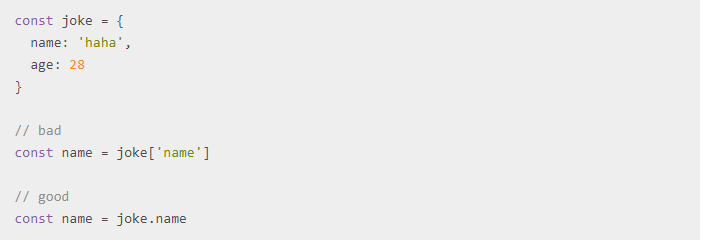 const joke = {
  name: 'haha',
  age: 28
}

// bad
const name = joke['name']

// good
const name = joke.name